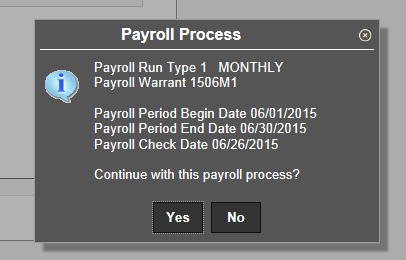 Payroll Process
Payroll Run Type 1 MONTHLY
Payroll Warrant 1506M1
Payroll Period Begin Date 06/01/2015
Payroll Period End Date 06/30/2015
Payroll Check Date 06/26/2015
Continue with this payroll process?
Yes No